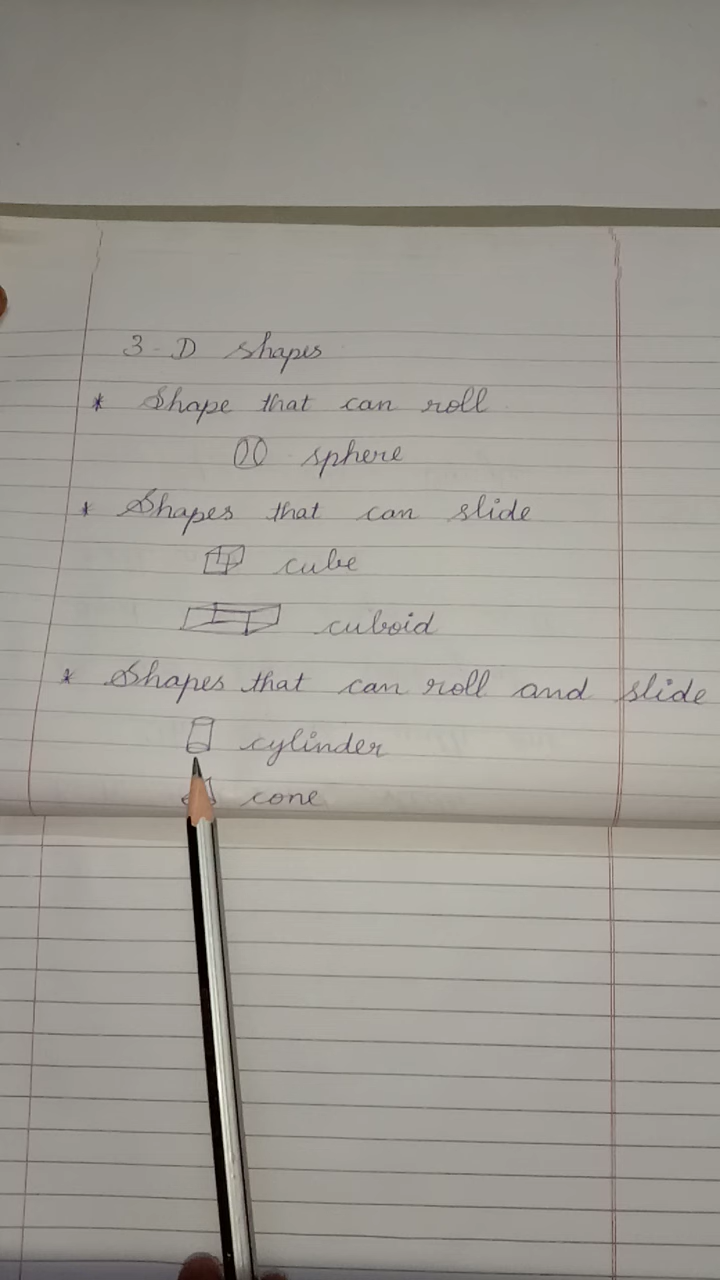 3-D shapes
* Shape that can roll
sphere
* Shapes that can slide
cube
cuboid
* Shapes that can roll and slide
cylinder
cone